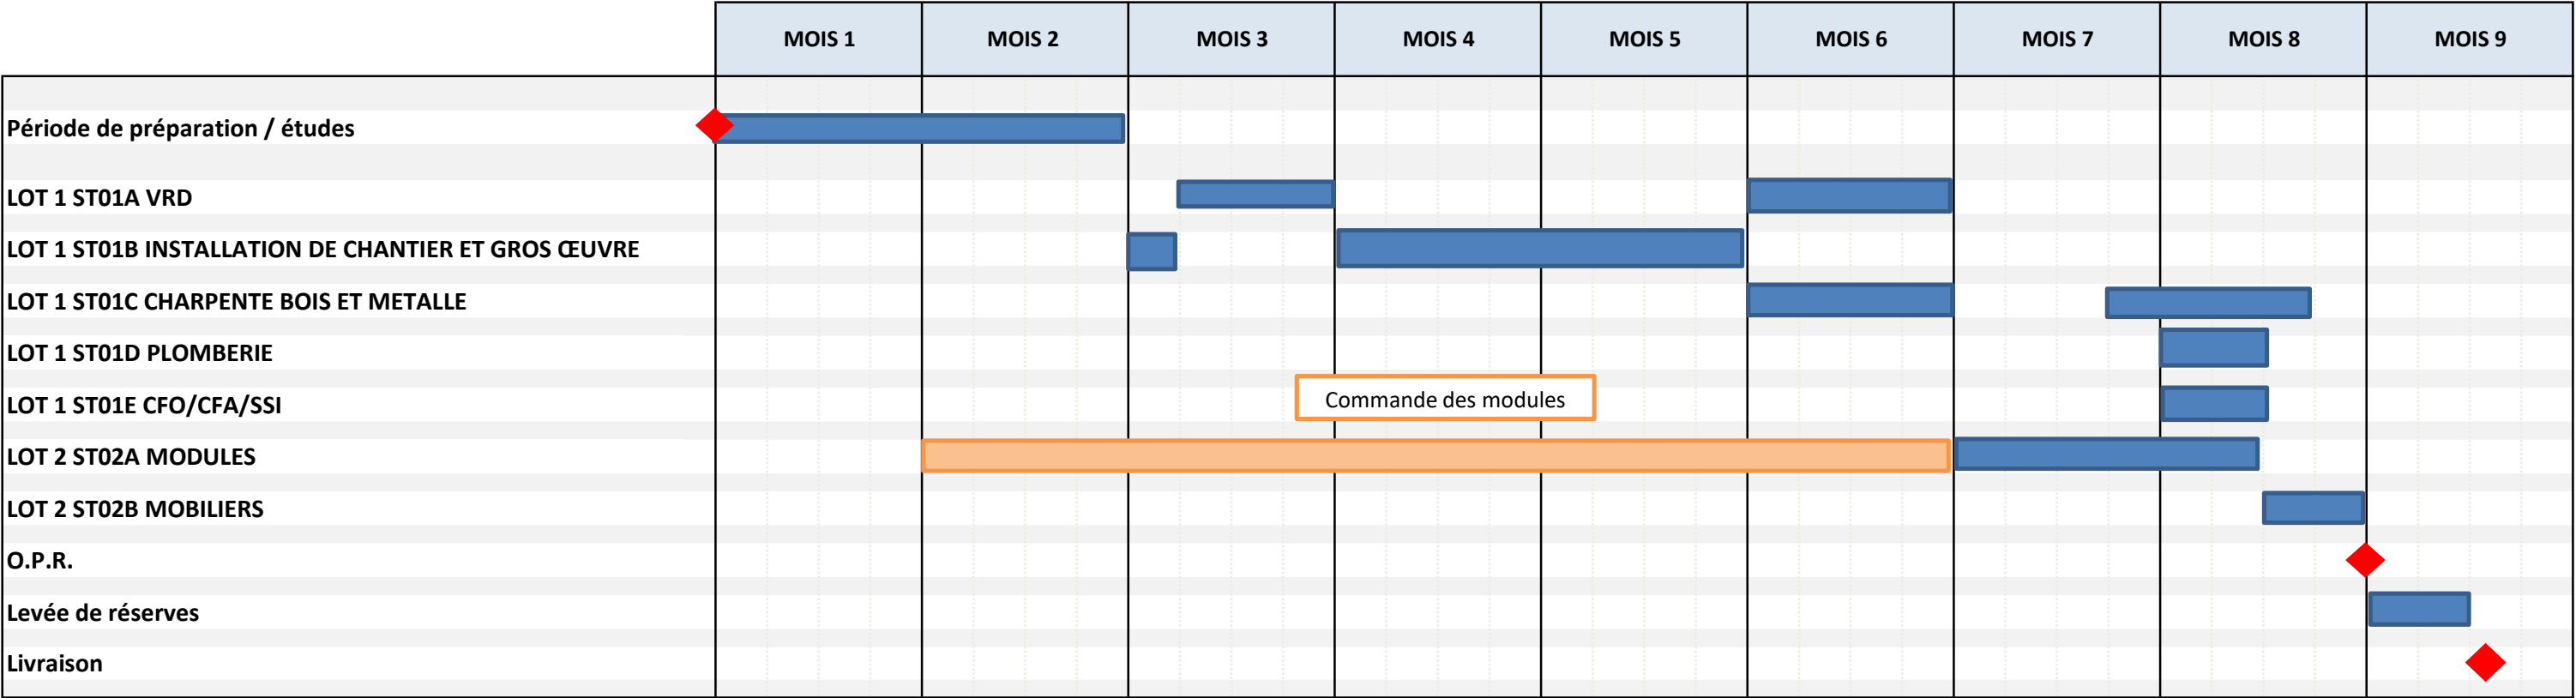 MOIS 1 MOIS 2 MOIS 3 MOIS 4 MOIS 5 MOIS 6 MOIS 7 MOIS 8 MOIS 9
Période de préparation / études
LOT 1 ST01A VRD
LOT 1 ST01B INSTALLATION DE CHANTIER ET GROS ŒUVRE
LOT 1 ST01C CHARPENTE BOIS ET METALLE
LOT 1 ST01D PLOMBERIE
LOT 1 ST01E CFO/CFA/SSI
Commande des modules
LOT 2 ST02A MODULES
LOT 2 ST02B MOBILIERS
O.P.R.
Levée de réserves
Livraison